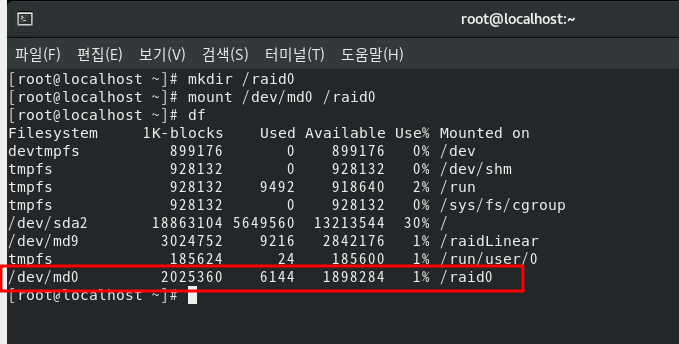 root@localhost:~
파일(F) 편집(E) 보기(V) 검색(S) 터미널(T) 도움말(H)
[root@localhost ~]# mkdir /raid0
[root@localhost ~]# mount /dev/md0 /raid0
[root@localhost ~]# df
Filesystem     1K-blocks    Used Available Use% Mounted on
devtmpfs          899176       0    899176   0% /dev
tmpfs             928132       0    928132   0% /dev/shm
tmpfs             928132    9492    918640   2% /run
tmpfs             928132       0    928132   0% /sys/fs/cgroup
/dev/sda2       18863104 5649560  13213544  30% /
/dev/md9         3024752    9216   2842176   1% /raidLinear
tmpfs             185624      24    185600   1% /run/user/0
/dev/md0         2025360    6144   1898284   1% /raid0
[root@localhost ~]#